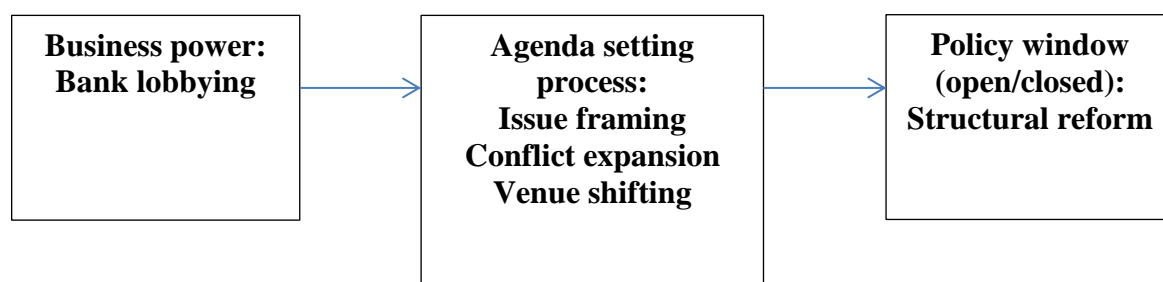 Business power:
Bank lobbying
Agenda setting
process:
Issue framing
Conflict expansion
Venue shifting
Policy window
(open/closed):
Structural reform